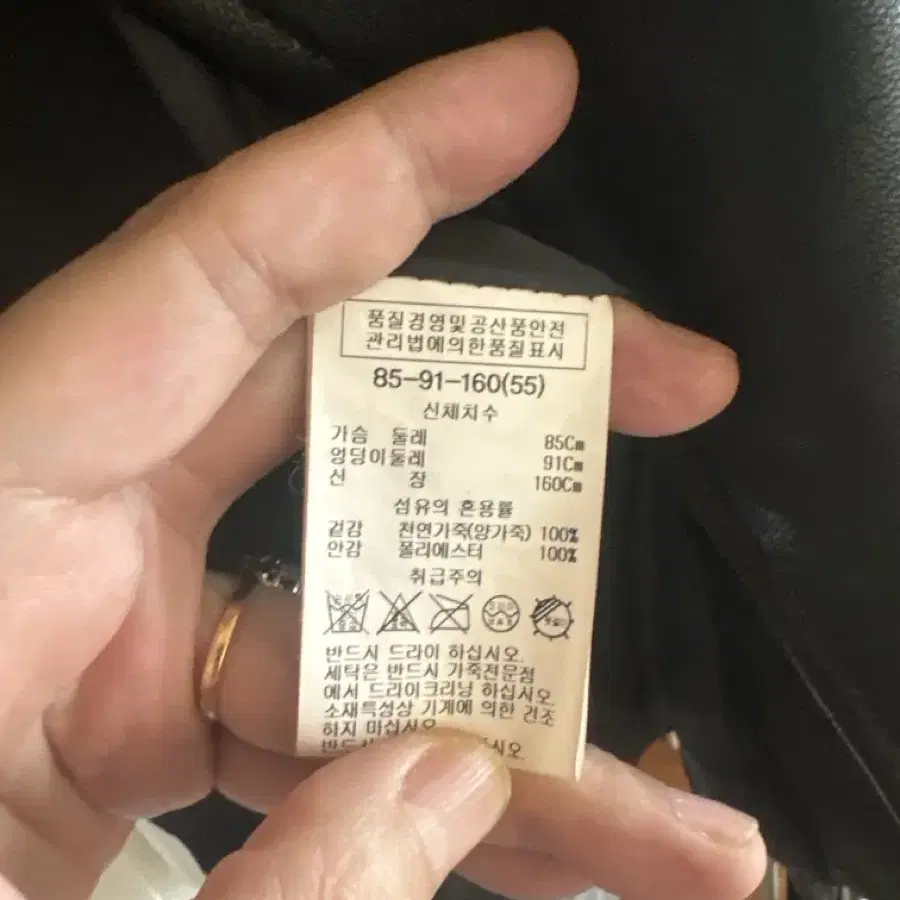 품질경영및공산품안전
관리법에의한품질표시
85-91-160(55)
신체치수
가슴 둘레 85Cm
엉덩이둘레 91Cm
신 장 160Cm
섬유의 혼용률
겉감 천연가죽(양가죽) 100%
안감 폴리에스터 100%
취급주의
반드시 드라이 하십시오.
세탁은 반드시 가죽전문점
에서 드리이크리닝 하십시오
소재특성상 기계에 의한 건조
하지 마십시오
반드시